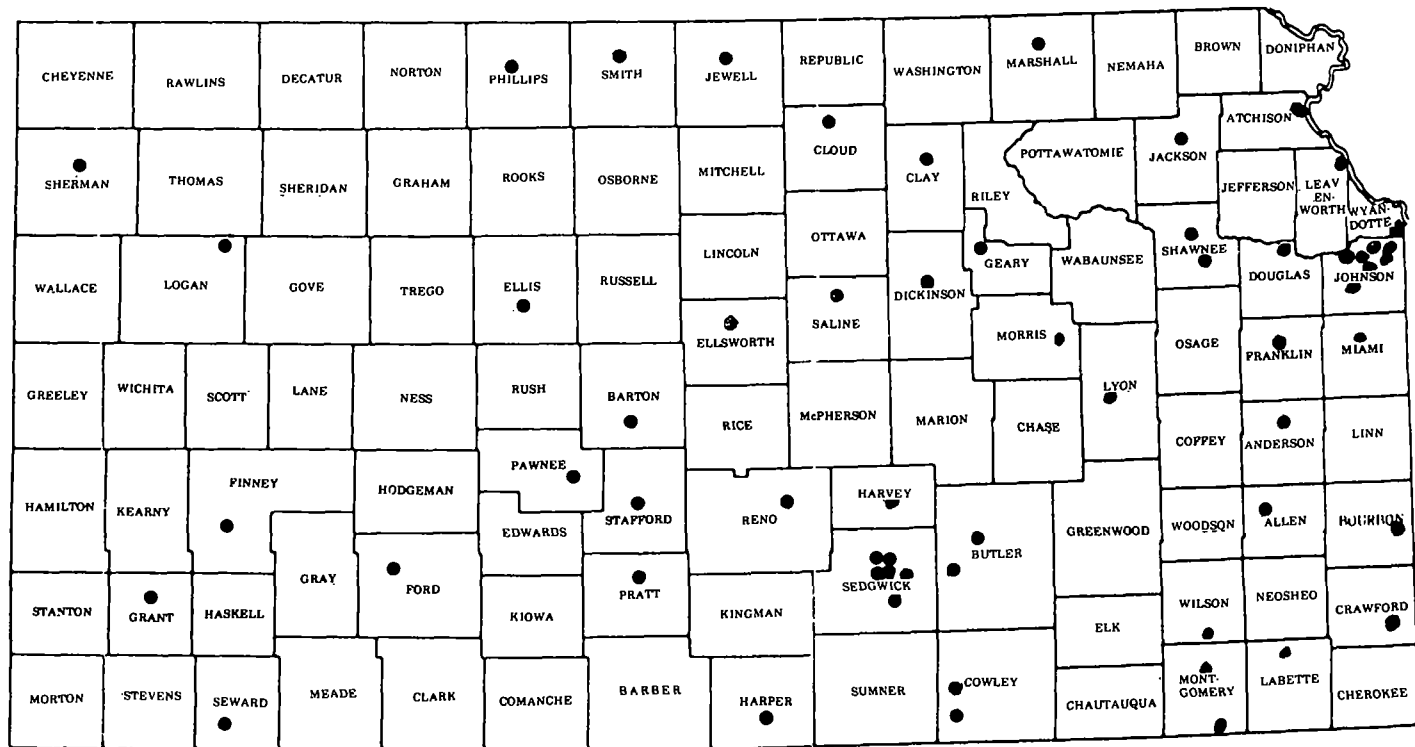 CHEYENNE
RAWLINS
DECATUR
NORTON
PHILLIPS
SMITH
JEWELL
REPUBLIC
WASHINGTON
MARSHALL
NEMAHA
BROWN
DONIPHAN
SHERMAN
THOMAS
SHERIDAN
GRAHAM
ROOKS
OSBORNE
MITCHELL
CLOUD
CLAY
RILEY
POTTAWATOMIE
JACKSON
ATCHISON
JEFFERSON
LEAV
EN-
WORTH
WYAN-
DOTTE
WALLACE
LOGAN
GOVE
TREGO
ELLIS
RUSSELL
LINCOLN
OTTAWA
SALINE
DICKINSON
GEARY
WABAUNSEE
SHAWNEE
DOUGLAS
JOHNSON
ELLSWORTH
MORRIS
OSAGE
FRANKLIN
MIAMI
GREELEY
WICHITA
SCOTT
LANE
NESS
RUSH
BARTON
RICE
McPHERSON
MARION
CHASE
LYON
COFFEY
ANDERSON
LINN
HAMILTON
KEARNY
FINNEY
HODGEMAN
PAWNEE
STAFFORD
EDWARDS
RENO
HARVEY
BUTLER
GREENWOOD
WOODSON
ALLEN
BOURBON
STANTON
GRANT
HASKELL
GRAY
FORD
KIOWA
PRATT
KINGMAN
SEDGWICK
ELK
WILSON
NEOSHEO
CRAWFORD
MORTON
STEVENS
SEWARD
MEADE
CLARK
COMANCHE
BARBER
HARPER
SUMNER
COWLEY
CHAUTAUQUA
MONT-
GOMERY
LABETTE
CHEROKEE